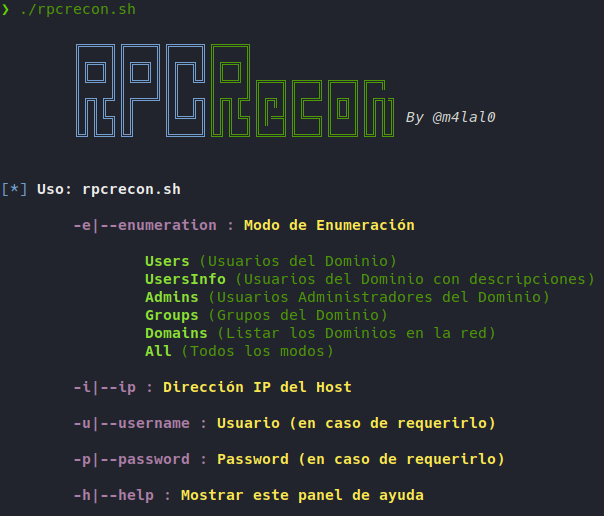 ❯ ./rpcrecon.sh
RPCRecon By @m4lal0
[*] Uso: rpcrecon.sh
-e|--enumeration : Modo de Enumeración
Users (Usuarios del Dominio)
UsersInfo (Usuarios del Dominio con descripciones)
Admins (Usuarios Administradores del Dominio)
Groups (Grupos del Dominio)
Domains (Listar los Dominios en la red)
All (Todos los modos)
-i|--ip : Dirección IP del Host
-u|--username : Usuario (en caso de requerirlo)
-p|--password : Password (en caso de requerirlo)
-h|--help : Mostrar este panel de ayuda